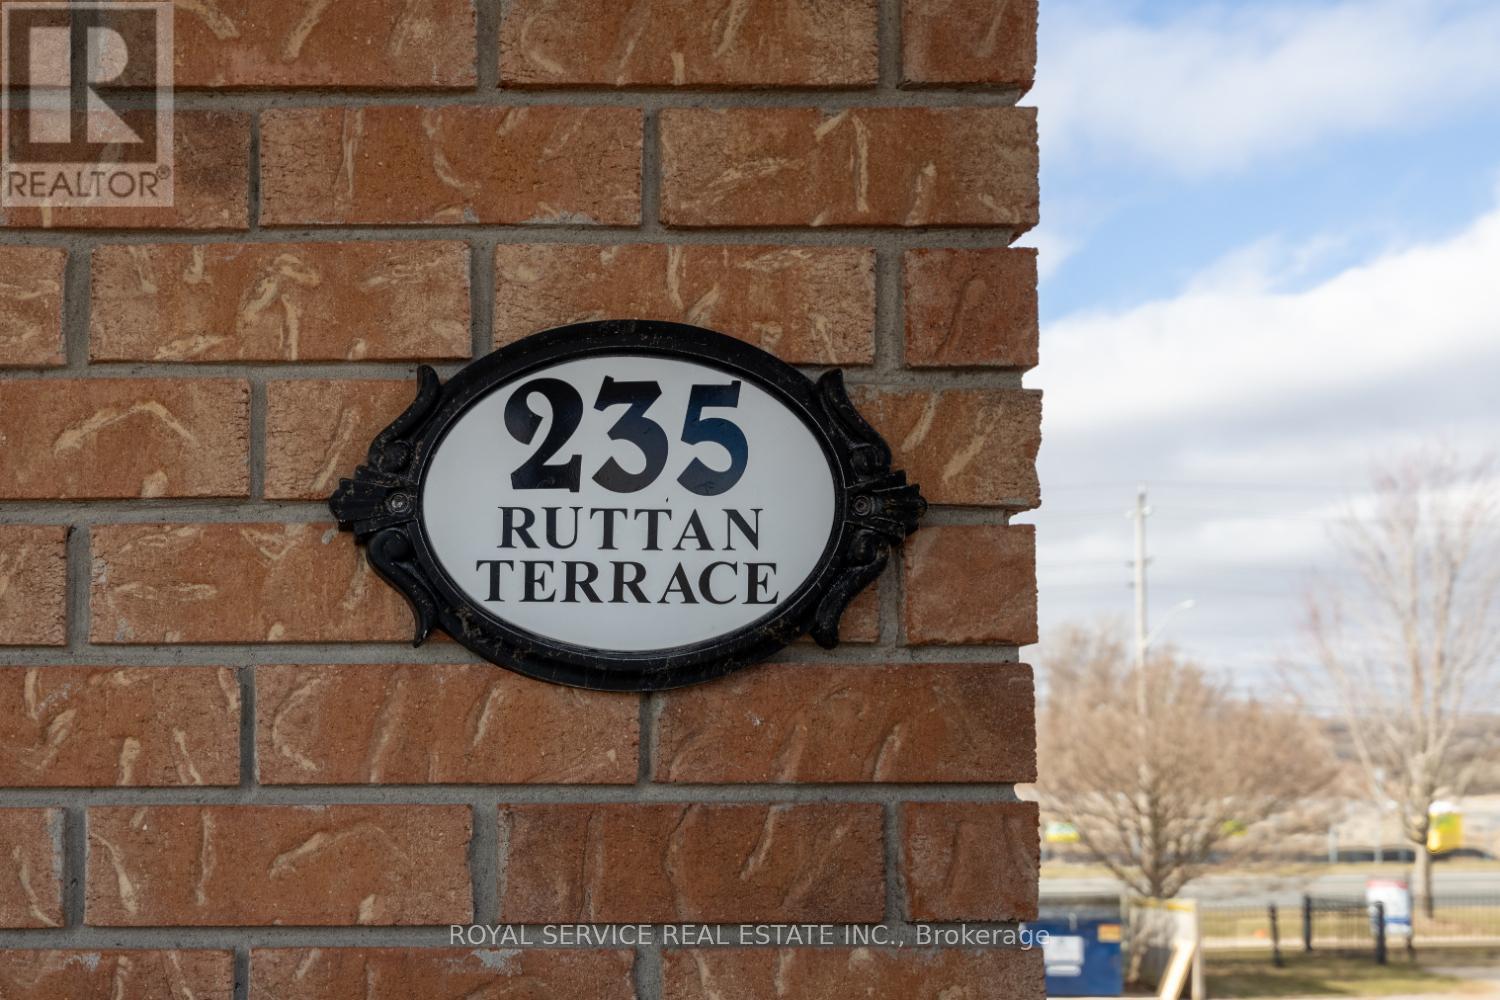 REALTOR®
235
RUTTAN
TERRACE
ROYAL SERVICE REAL ESTATE INC., Brokerage